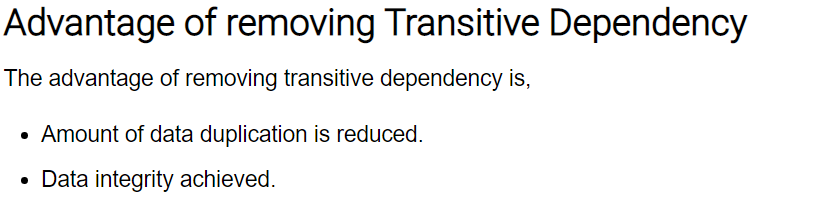 Advantage of removing Transitive Dependency
The advantage of removing transitive dependency is,
• Amount of data duplication is reduced.
• Data integrity achieved.